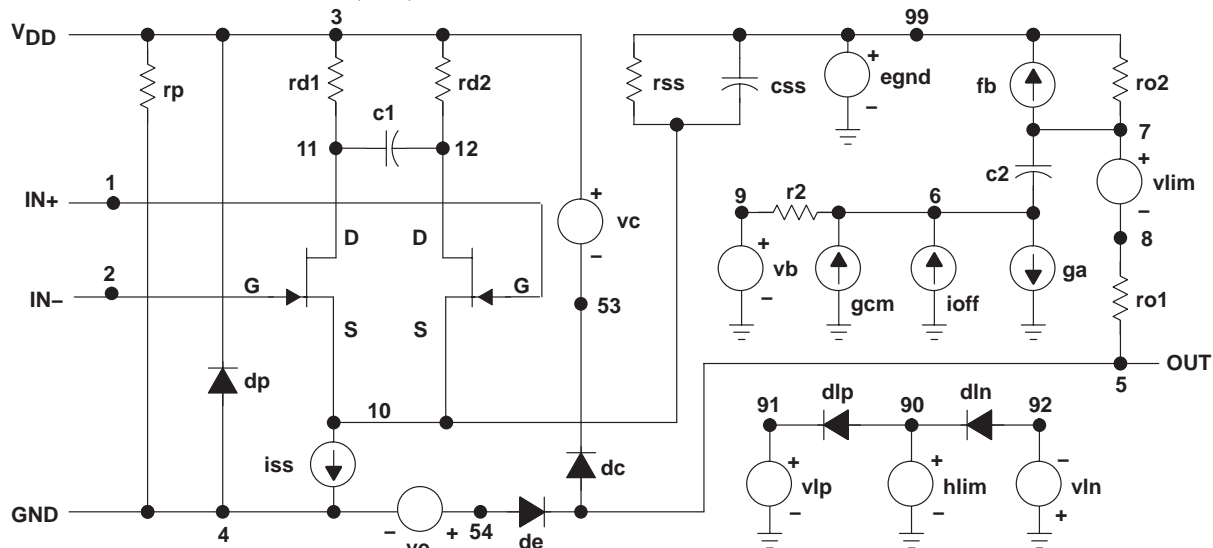 3
99
VDD
rp
rd1
rd2
c1
11
12
rss
css
egnd
+
−
fb
ro2
7
c2
+
vlim
−
8
1
IN+
D
D
+
vc
−
9
r2
6
+
vb
−
gcm
ioff
ga
ro1
2
IN−
G
G
S
S
53
OUT
5
dp
10
iss
dc
91
dlp
90
dln
92
+
vlp
−
+
hlim
−
−
vln
+
GND
4
−
+
54
de